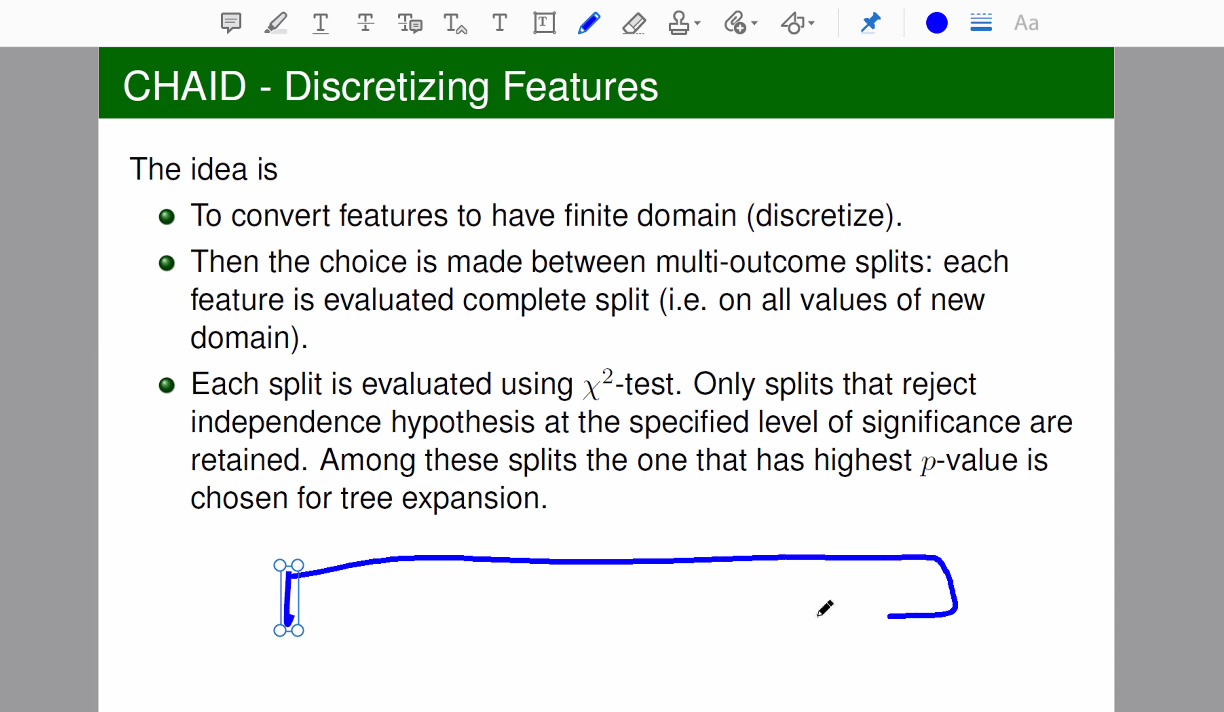 T T T T T T Aa
CHAID - Discretizing Features
The idea is
To convert features to have finite domain (discretize).
Then the choice is made between multi-outcome splits: each
feature is evaluated complete split (i.e. on all values of new
domain).
Each split is evaluated using χ²-test. Only splits that reject
independence hypothesis at the specified level of significance are
retained. Among these splits the one that has highest p-value is
chosen for tree expansion.